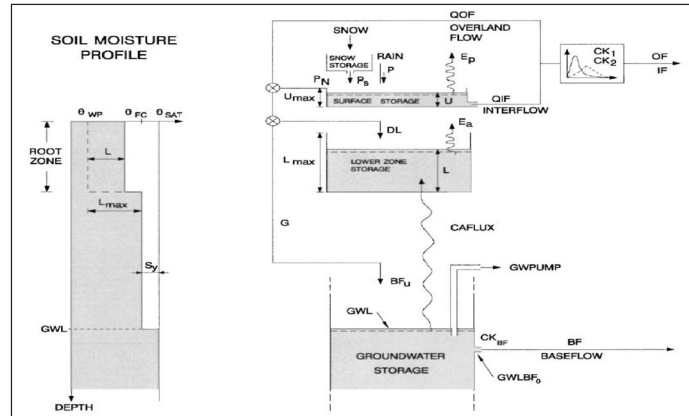 SOIL MOISTURE
PROFILE
θWP θFC θSAT
ROOT
ZONE
L
Lmax
Sy
GWL
DEPTH
QOF
OVERLAND
FLOW
SNOW
SNOW
STORAGE
RAIN
PS
P
EP
CK1
CK2
OF
IF
PN
Umax
SURFACE STORAGE
U
QIF
INTERFLOW
DL
Ea
Lmax
LOWER ZONE
STORAGE
L
G
CAFLUX
BFu
GWPUMP
GWL
GROUNDWATER
STORAGE
CKBF
BF
BASEFLOW
GWLBFo